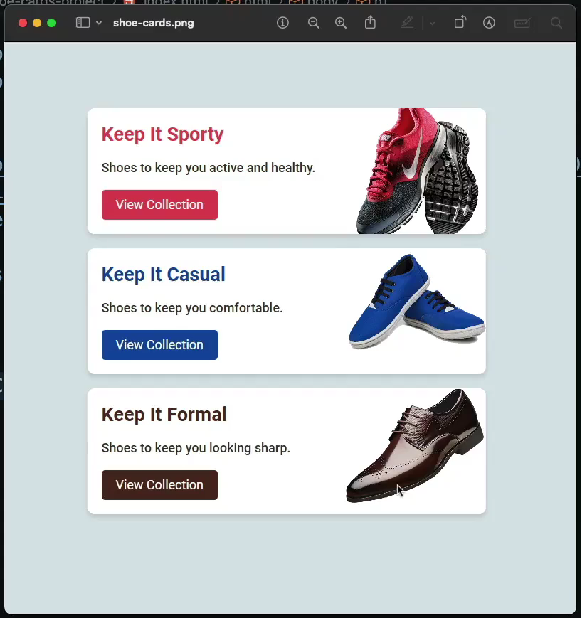 shoe-cards.png
Keep It Sporty
Shoes to keep you active and healthy.
View Collection
Keep It Casual
Shoes to keep you comfortable.
View Collection
Keep It Formal
Shoes to keep you looking sharp.
View Collection